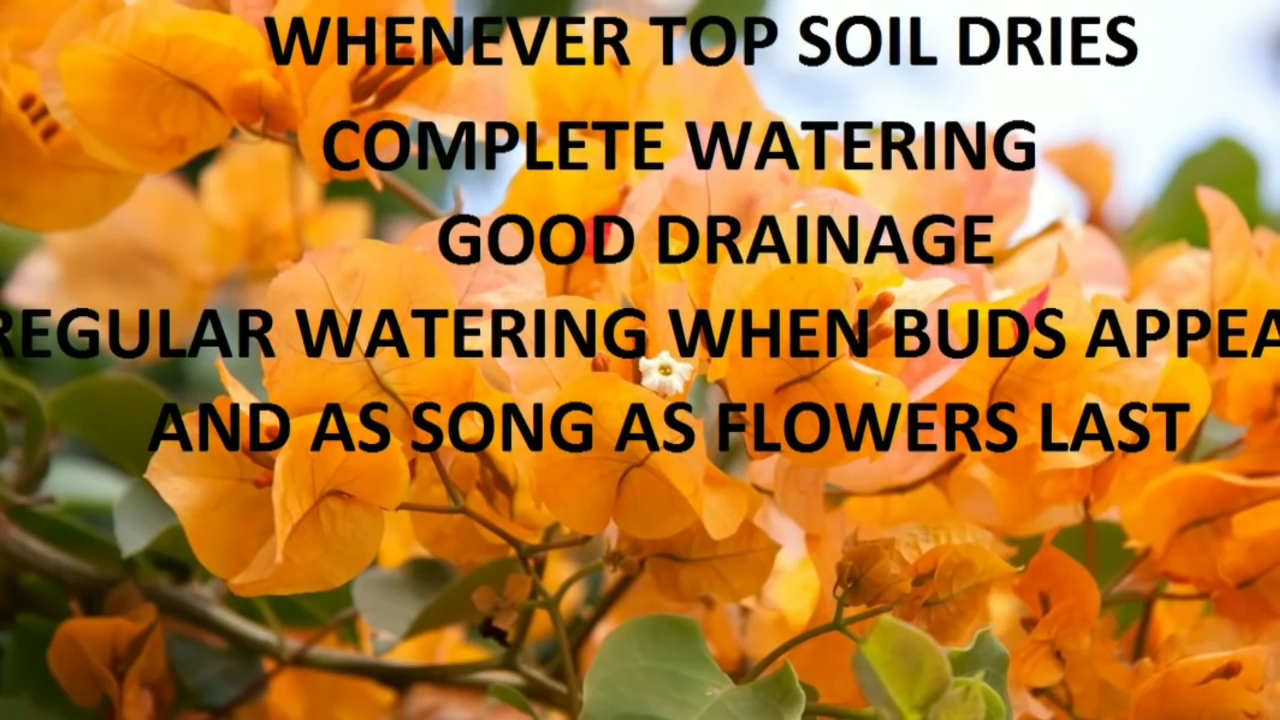 WHENEVER TOP SOIL DRIES
COMPLETE WATERING
GOOD DRAINAGE
REGULAR WATERING WHEN BUDS APPEA
AND AS SONG AS FLOWERS LAST